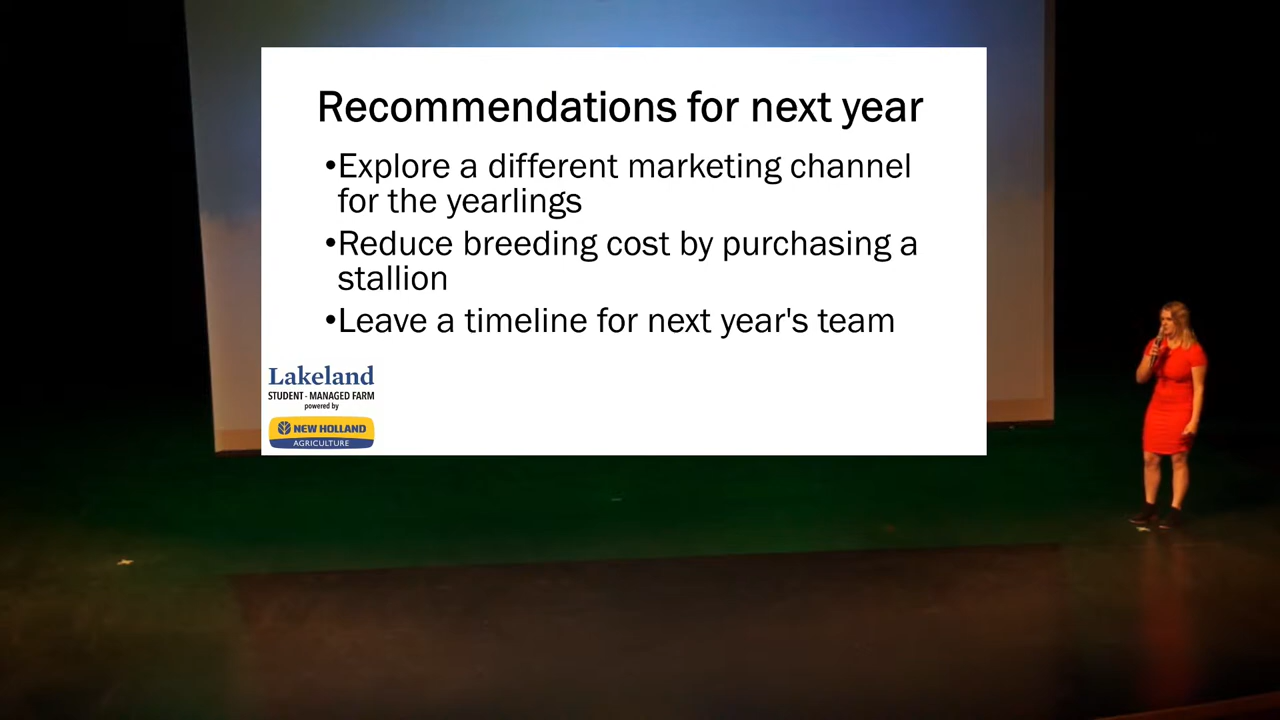 Recommendations for next year
•Explore a different marketing channel
for the yearlings
•Reduce breeding cost by purchasing a
stallion
•Leave a timeline for next year's team
Lakeland
STUDENT - MANAGED FARM
powered by
NEW HOLLAND
AGRICULTURE